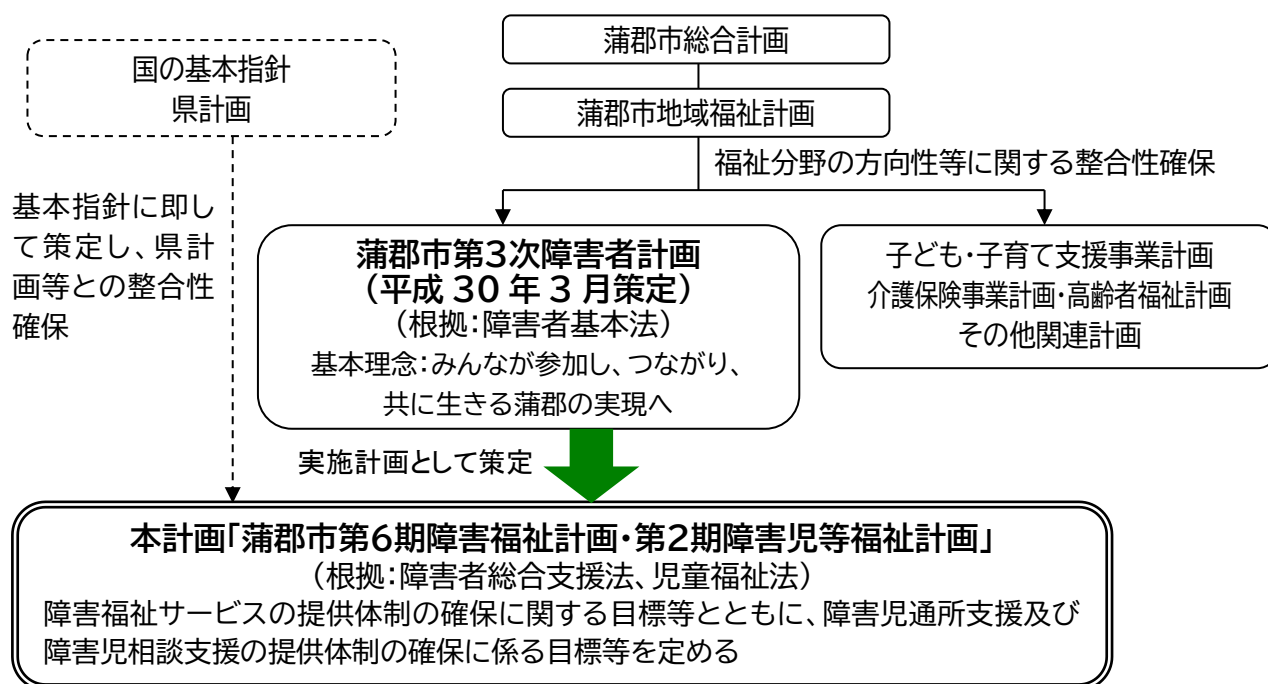 蒲郡市総合計画
国の基本指針
県計画
蒲郡市地域福祉計画
福祉分野の方向性等に関する整合性確保
基本指針に即し
て策定し、県計
画等との整合性
確保
蒲郡市第3次障害者計画
（平成 30 年 3 月策定）
（根拠：障害者基本法）
基本理念：みんなが参加し、つながり、
共に生きる蒲郡の実現へ
子ども・子育て支援事業計画
介護保険事業計画・高齢者福祉計画
その他関連計画
実施計画として策定
本計画「蒲郡市第6期障害福祉計画・第2期障害児等福祉計画」
（根拠：障害者総合支援法、児童福祉法）
障害福祉サービスの提供体制の確保に関する目標等とともに、障害児通所支援及び
障害児相談支援の提供体制の確保に係る目標等を定める